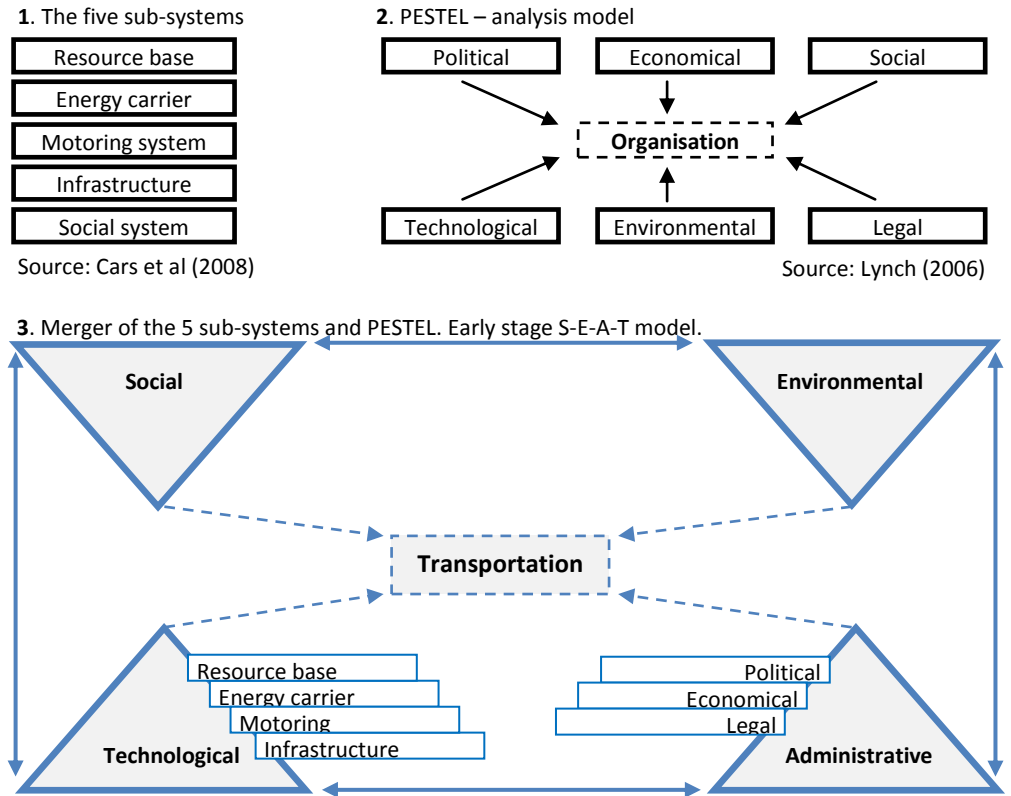 1. The five sub-systems
Resource base
Energy carrier
Motoring system
Infrastructure
Social system
Source: Cars et al (2008)
2. PESTEL – analysis model
Political
Economical
Social
Organisation
Technological
Environmental
Legal
Source: Lynch (2006)
3. Merger of the 5 sub-systems and PESTEL. Early stage S-E-A-T model.
Social
Environmental
Transportation
Resource base
Energy carrier
Motoring
Infrastructure
Technological
Political
Economical
Legal
Administrative